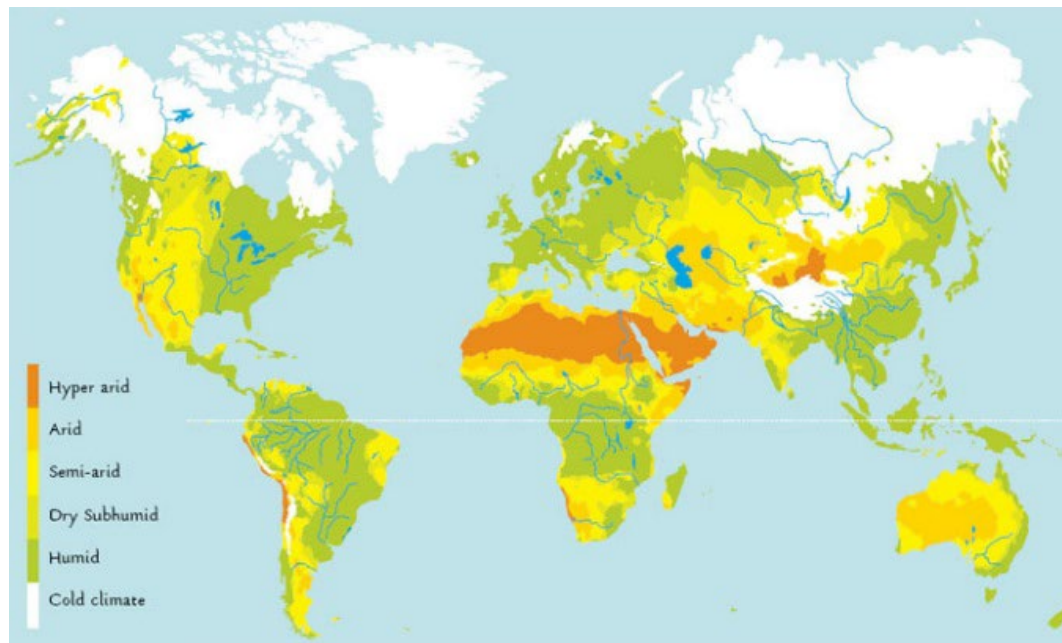 Hyper arid
Arid
Semi-arid
Dry Subhumid
Humid
Cold climate